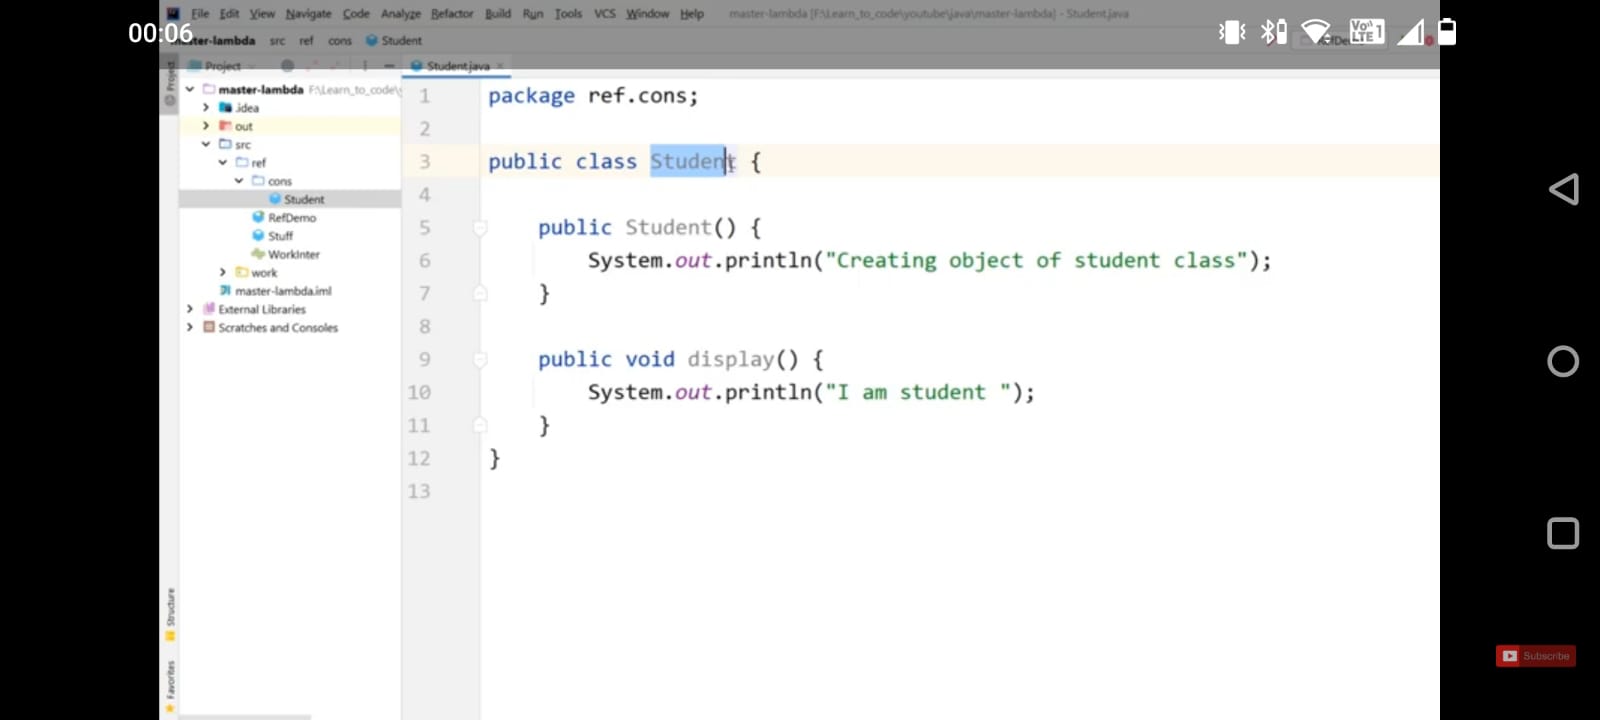 File Edit View Navigate Code Analyze Refactor Build Run Tools VCS Window Help master-lambda [F:\Learn_to_code\youtube\java\master-lambda] - Student.java
00:06
ter-lambda src ref cons Student
VoLTE 1
Project
Project
Student.java
master-lambda F:\Learn_to_code\
.idea
out
src
ref
cons
Student
RefDemo
Stuff
WorkInter
work
master-lambda.iml
External Libraries
Scratches and Consoles
1 package ref.cons;
2
3 public class Student {
4
5 public Student() {
6 System.out.println("Creating object of student class");
7 }
8
9 public void display() {
10 System.out.println("I am student ");
11 }
12 }
13
Structure
Favorites
Subscribe